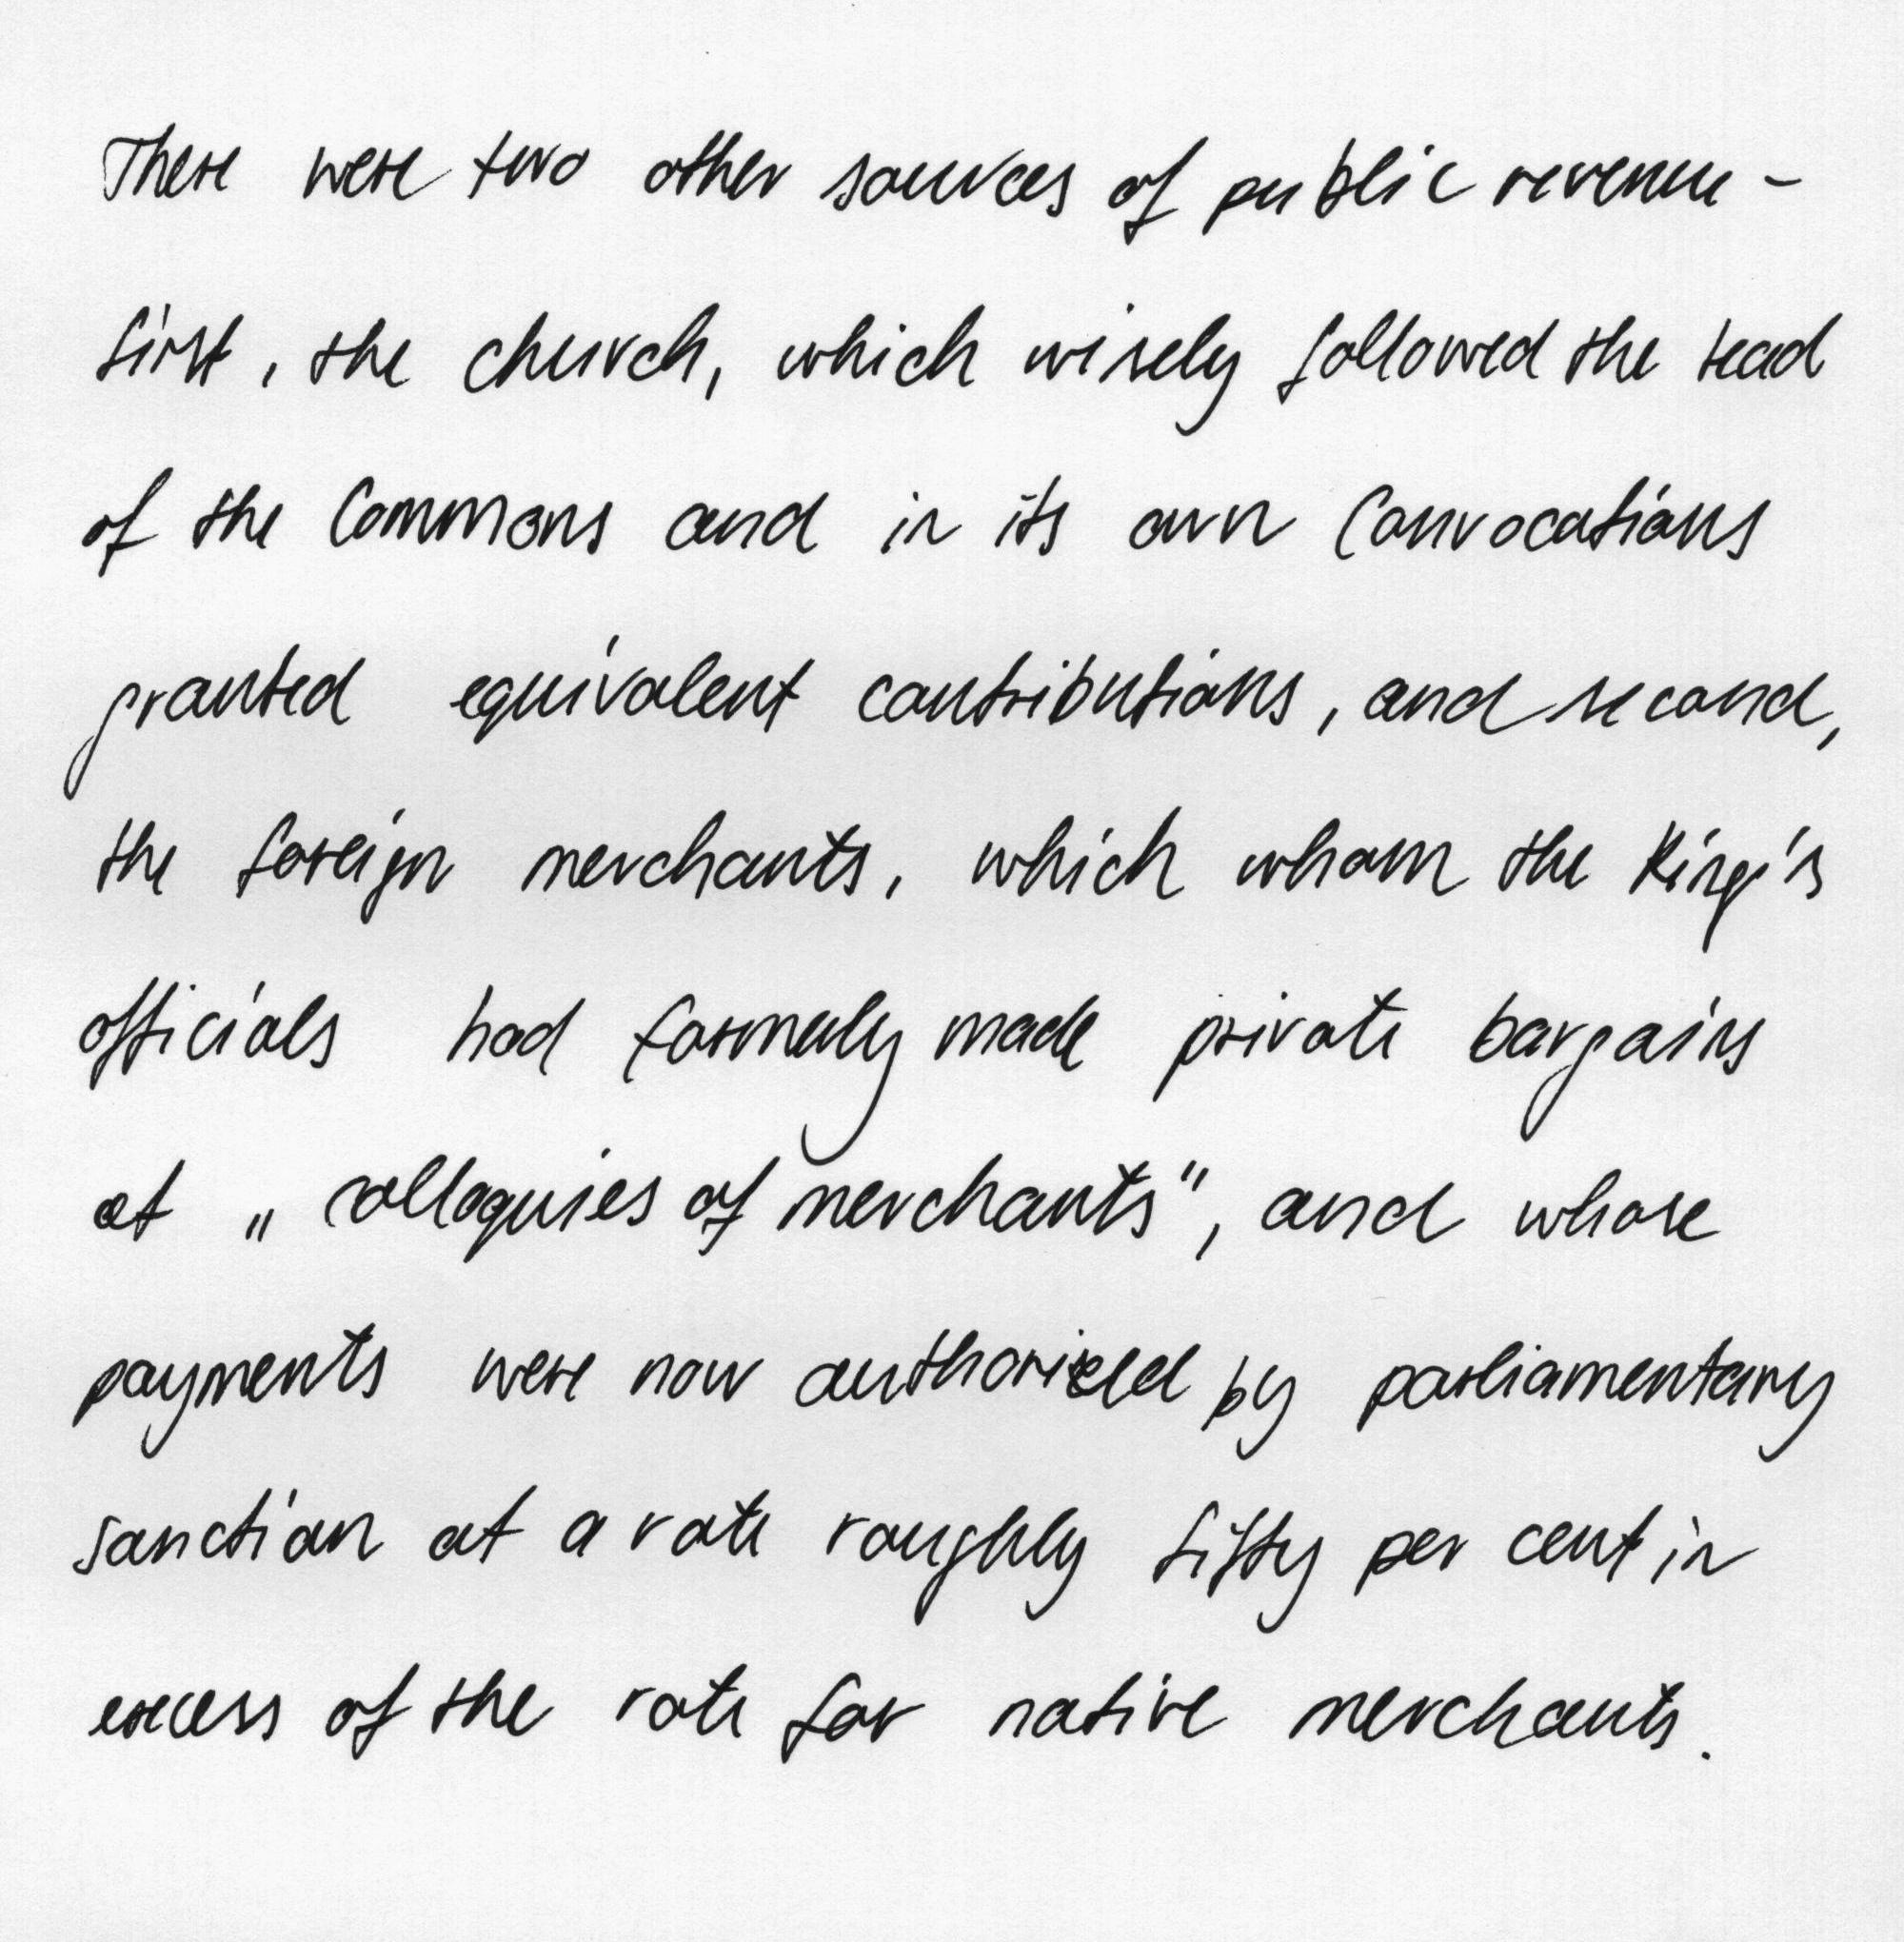 There were two other sources of public revenue -
first, the church, which wisely followed the lead
of the Commons and in its own Convocations
granted equivalent contributions, and second,
the foreign merchants, which whom the King's
officials had formerly made private bargains
at „colloquies of merchants", and whose
payments were now authorized by parliamentary
sanction at a rate roughly fifty per cent in
excess of the rate for native merchants.